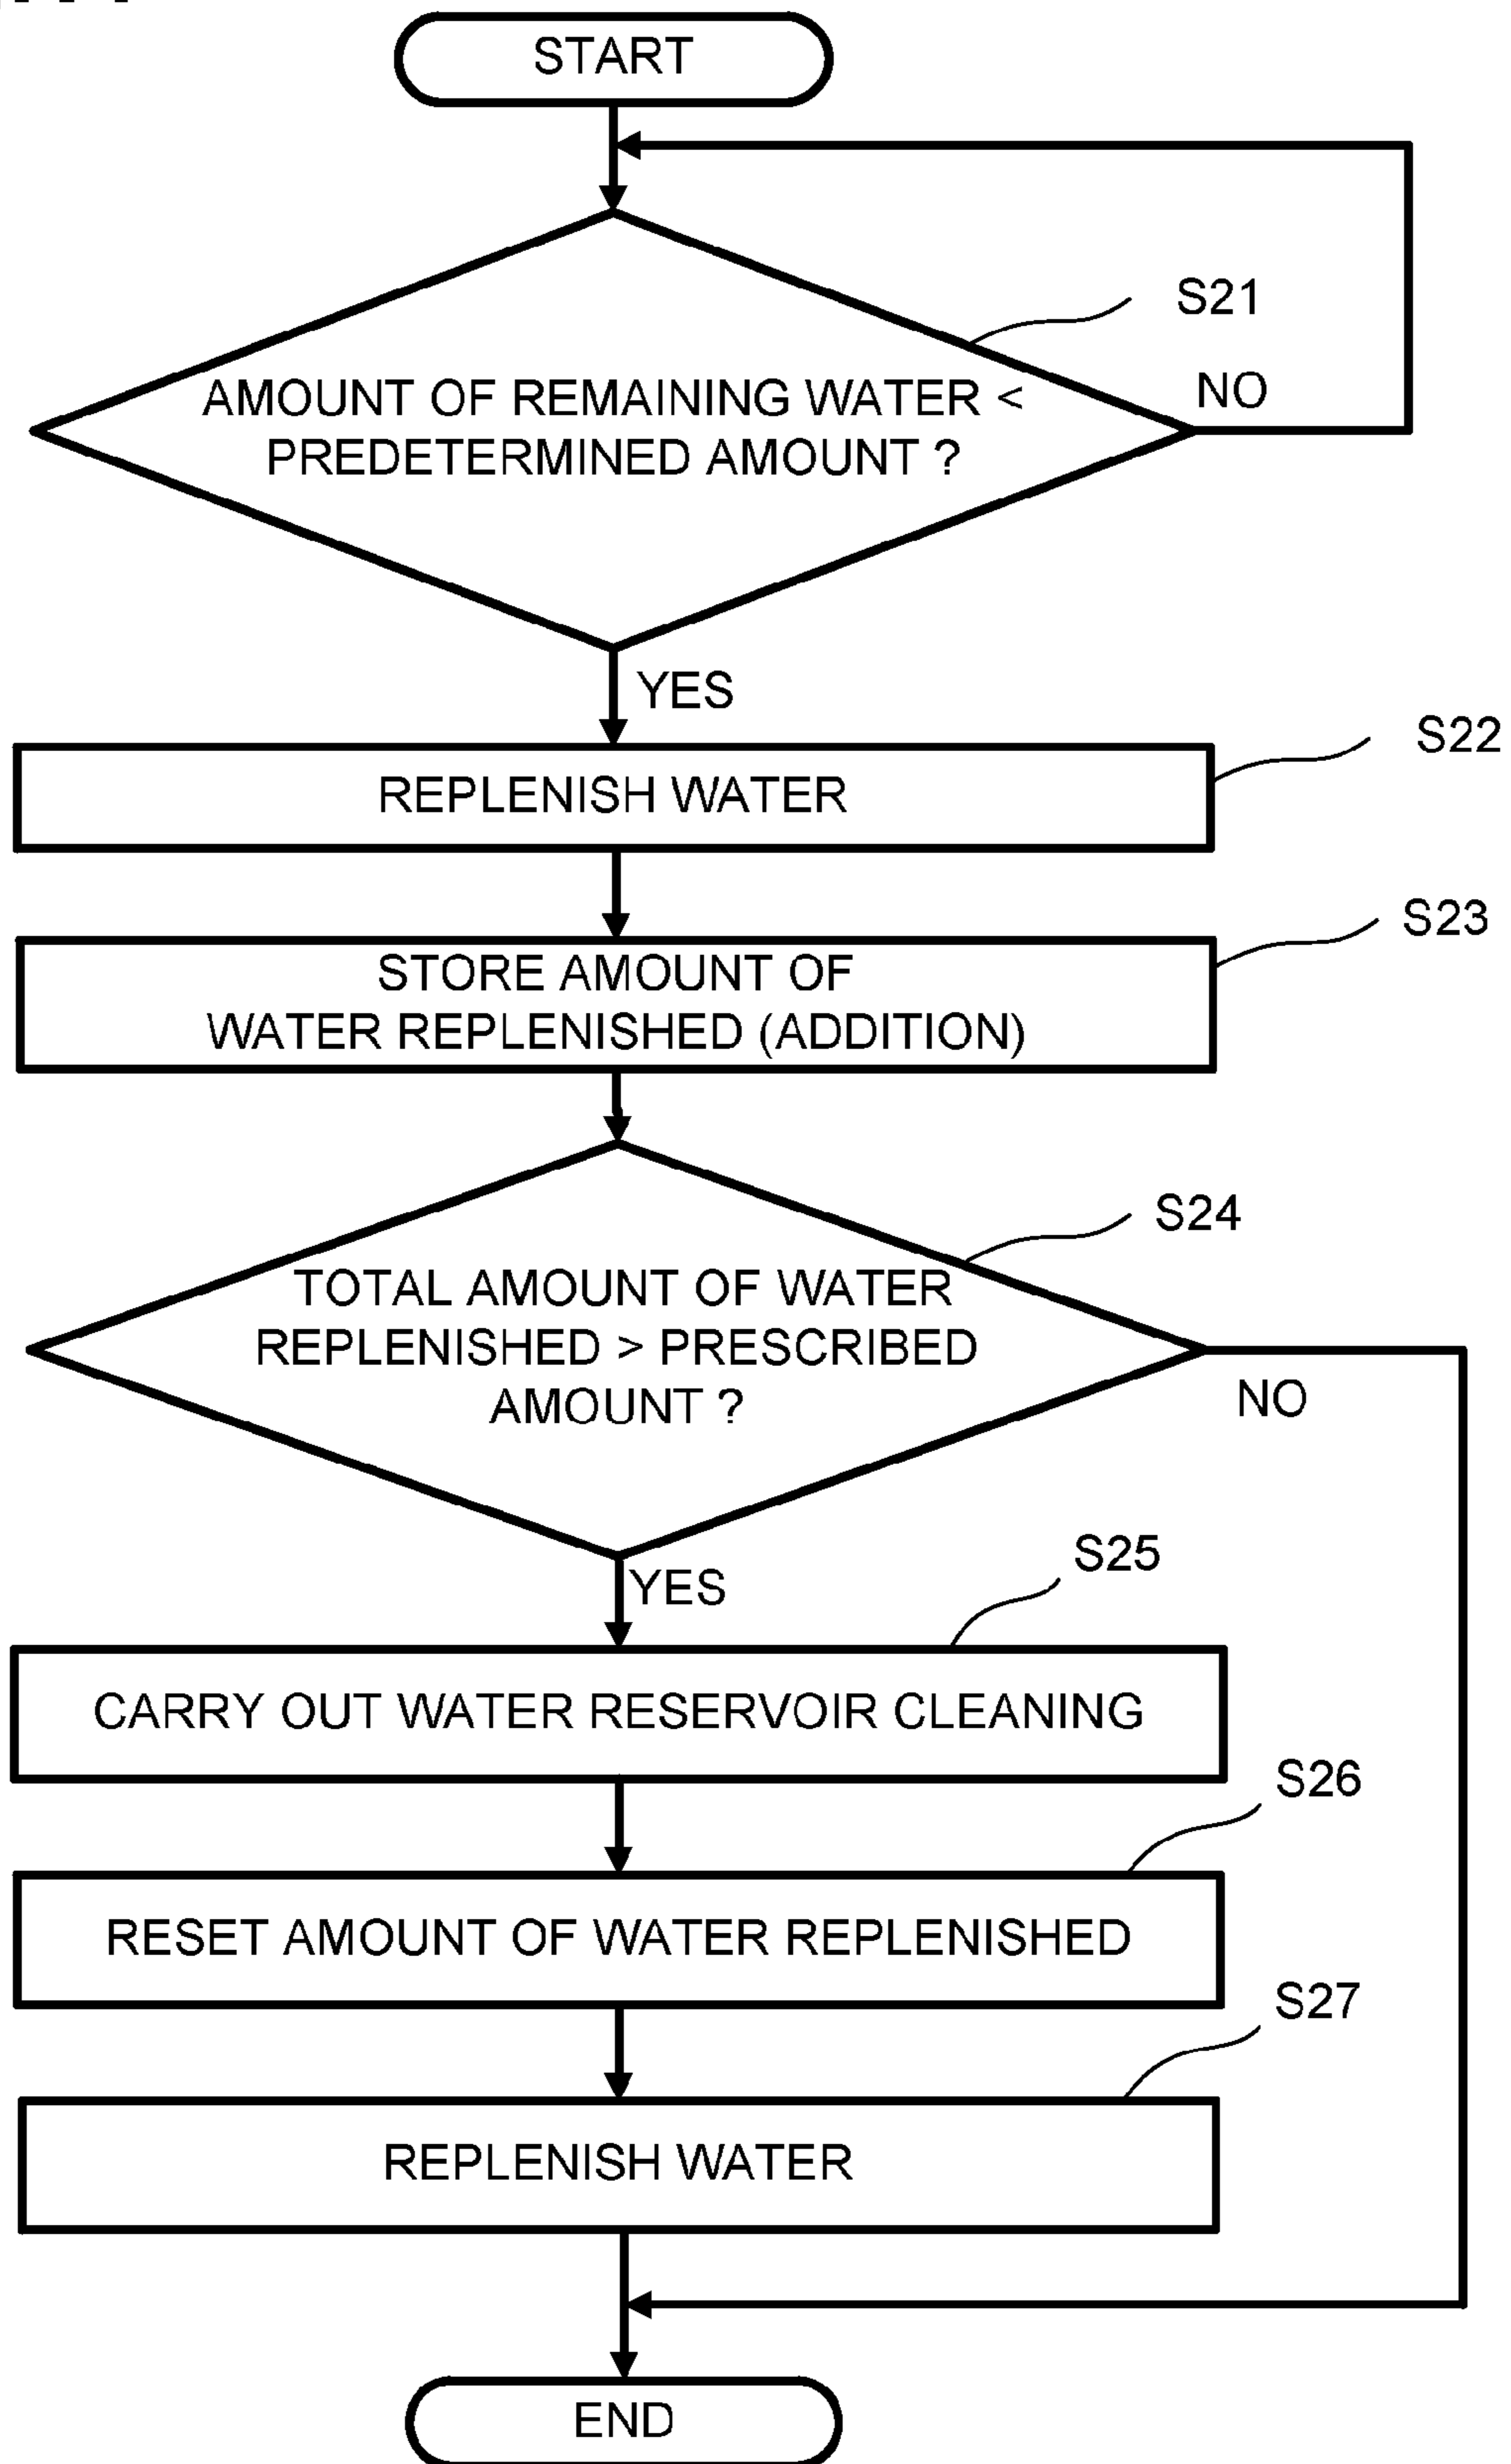 START
S21
AMOUNT OF REMAINING WATER <
PREDETERMINED AMOUNT ?
NO
YES
S22
REPLENISH WATER
S23
STORE AMOUNT OF
WATER REPLENISHED (ADDITION)
S24
TOTAL AMOUNT OF WATER
REPLENISHED > PRESCRIBED
AMOUNT ?
NO
YES
S25
CARRY OUT WATER RESERVOIR CLEANING
S26
RESET AMOUNT OF WATER REPLENISHED
S27
REPLENISH WATER
END